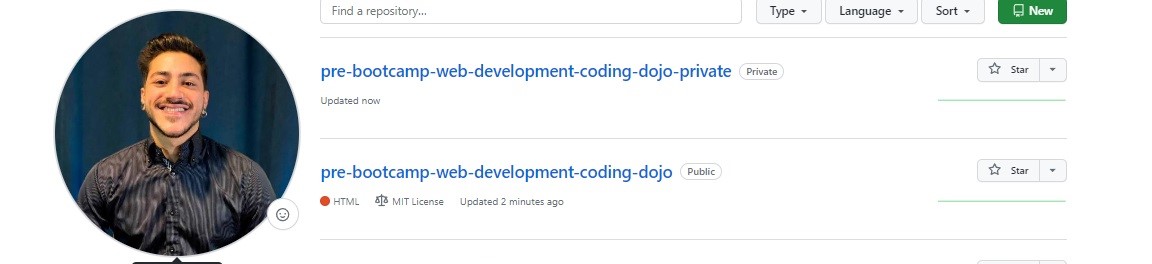 Find a repository...
Type
Language
Sort
New
pre-bootcamp-web-development-coding-dojo-private
Private
Star
Updated now
pre-bootcamp-web-development-coding-dojo
Public
Star
HTML
MIT License
Updated 2 minutes ago